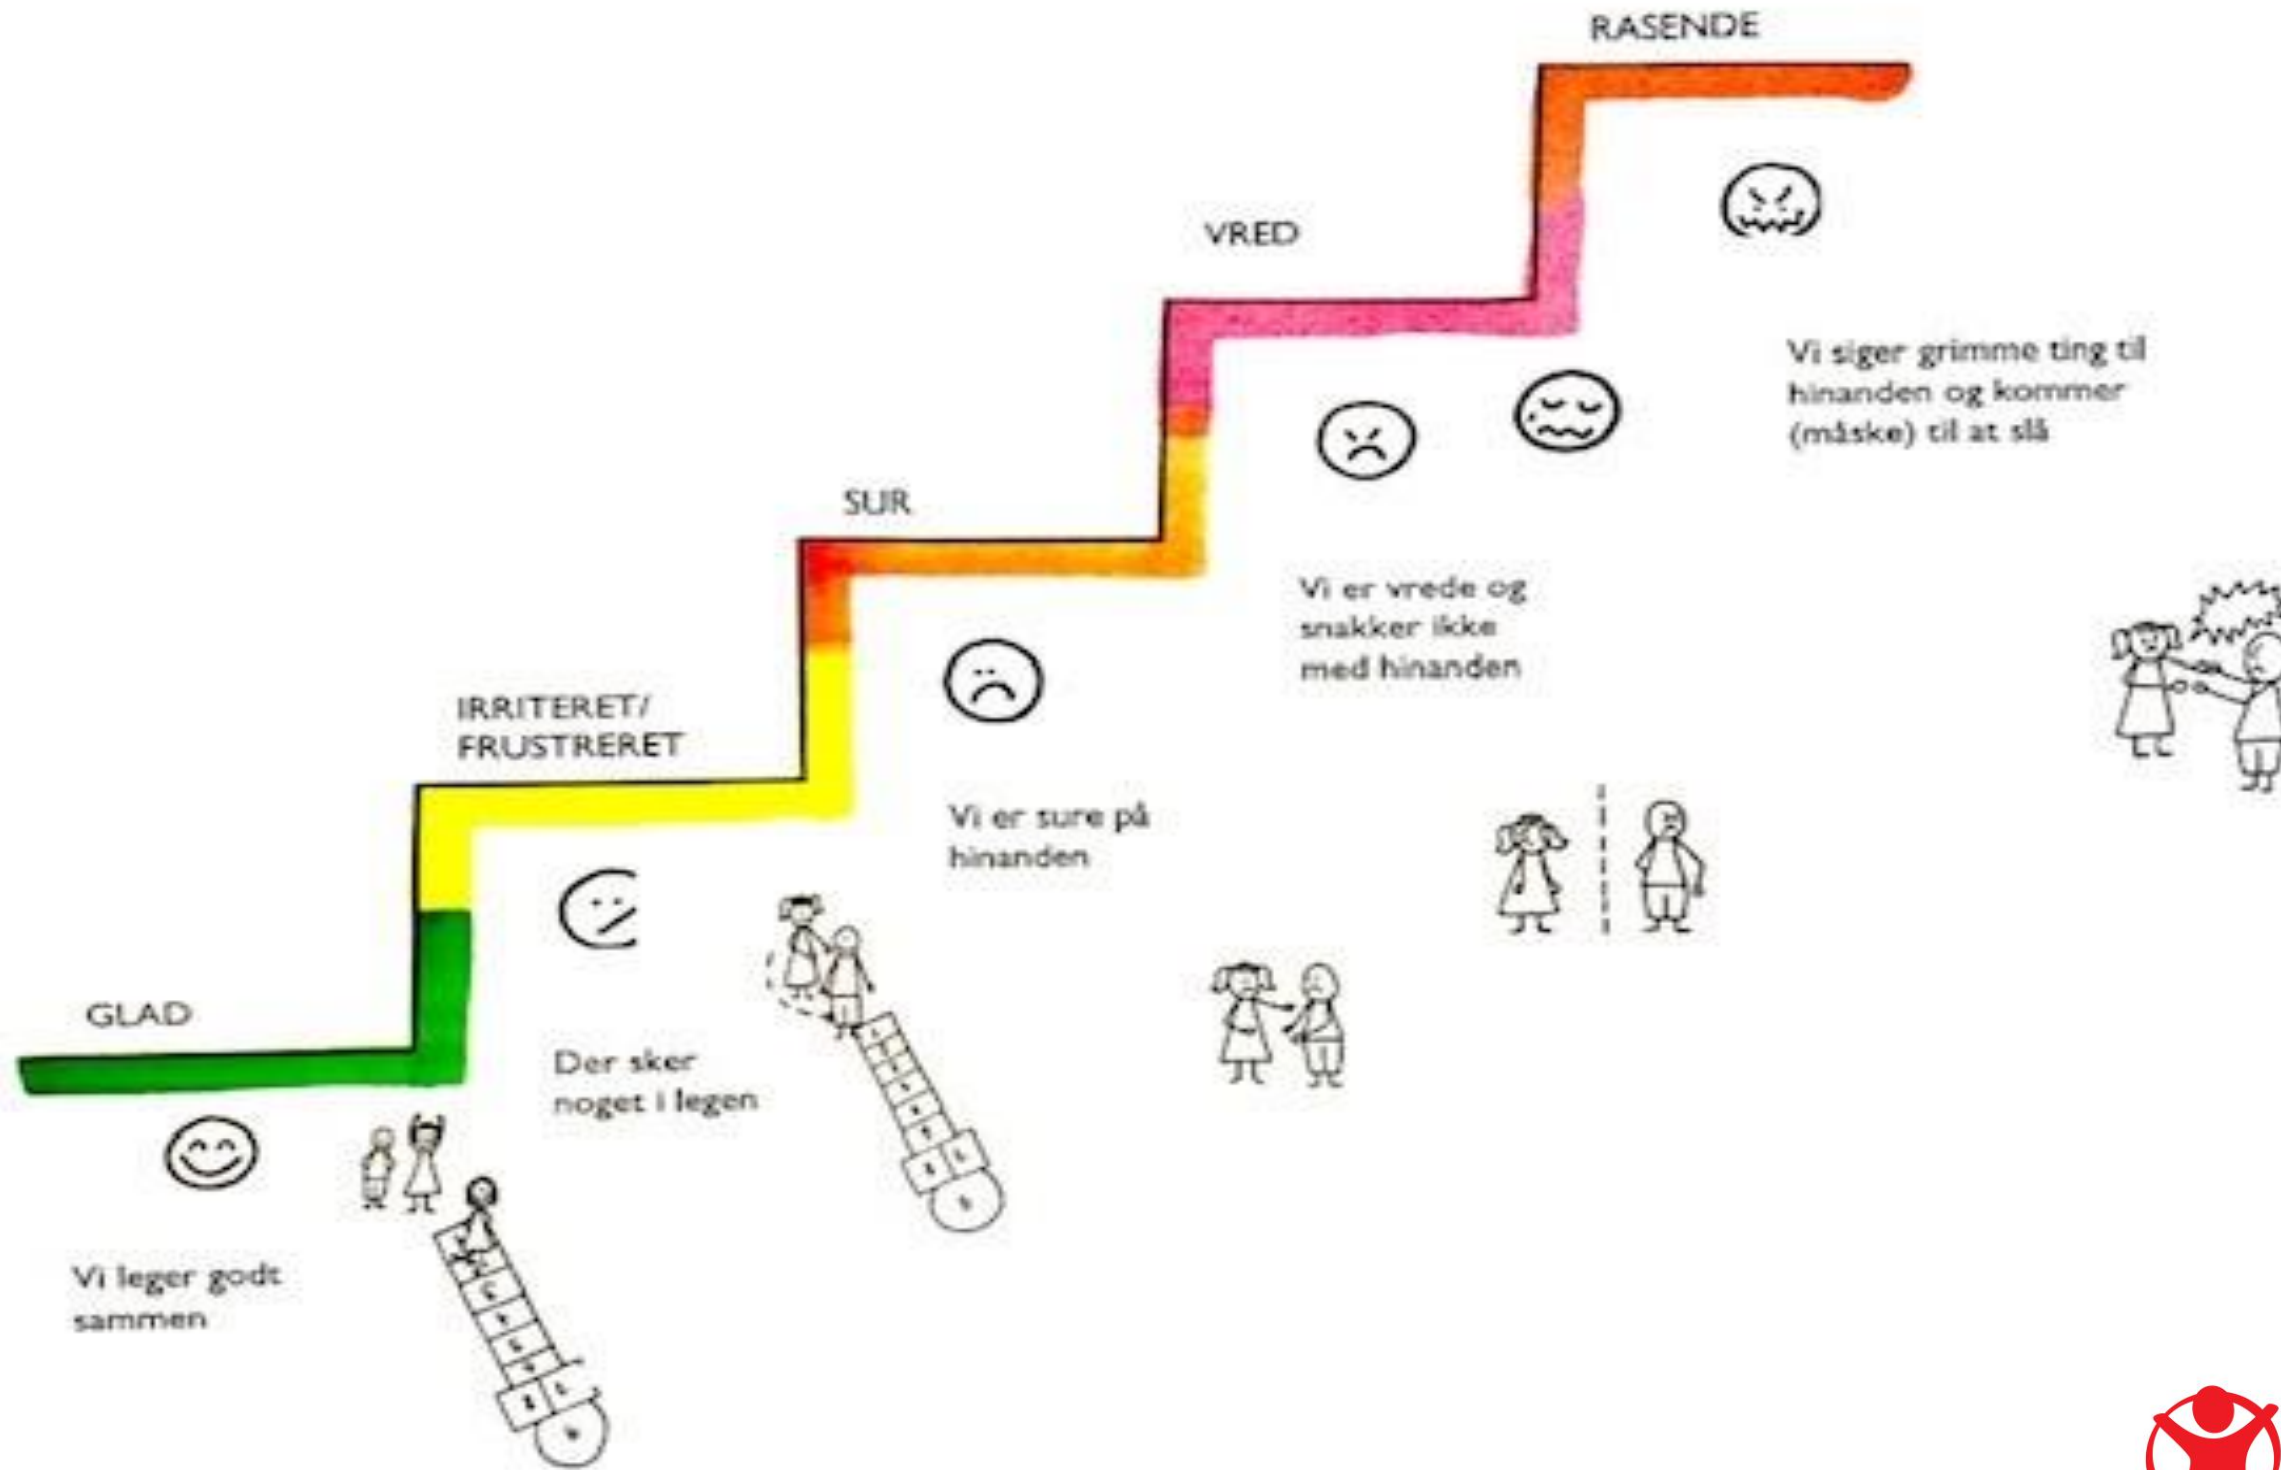 GLAD
Vi leger godt
sammen
IRRITERET/
FRUSTRERET
Der sker
noget i legen
SUR
Vi er sure på
hinanden
VRED
Vi er vrede og
snakker ikke
med hinanden
RASENDE
Vi siger grimme ting til
hinanden og kommer
(måske) til at slå